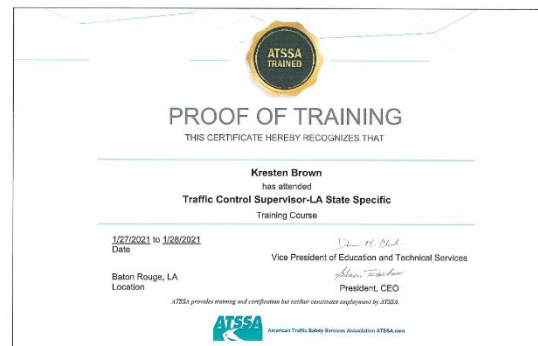 ATSSA
TRAINED
PROOF OF TRAINING
THIS CERTIFICATE HEREBY RECOGNIZES THAT
Kresten Brown
has attended
Traffic Control Supervisor-LA State Specific
Training Course
1/27/2021 to 1/28/2021
Date
Vice President of Education and Technical Services
Baton Rouge, LA
Location
President, CEO
ATSSA provides training and certification but neither constitutes employment by ATSSA.
ATSSA American Traffic Safety Services Association ATSSA.com